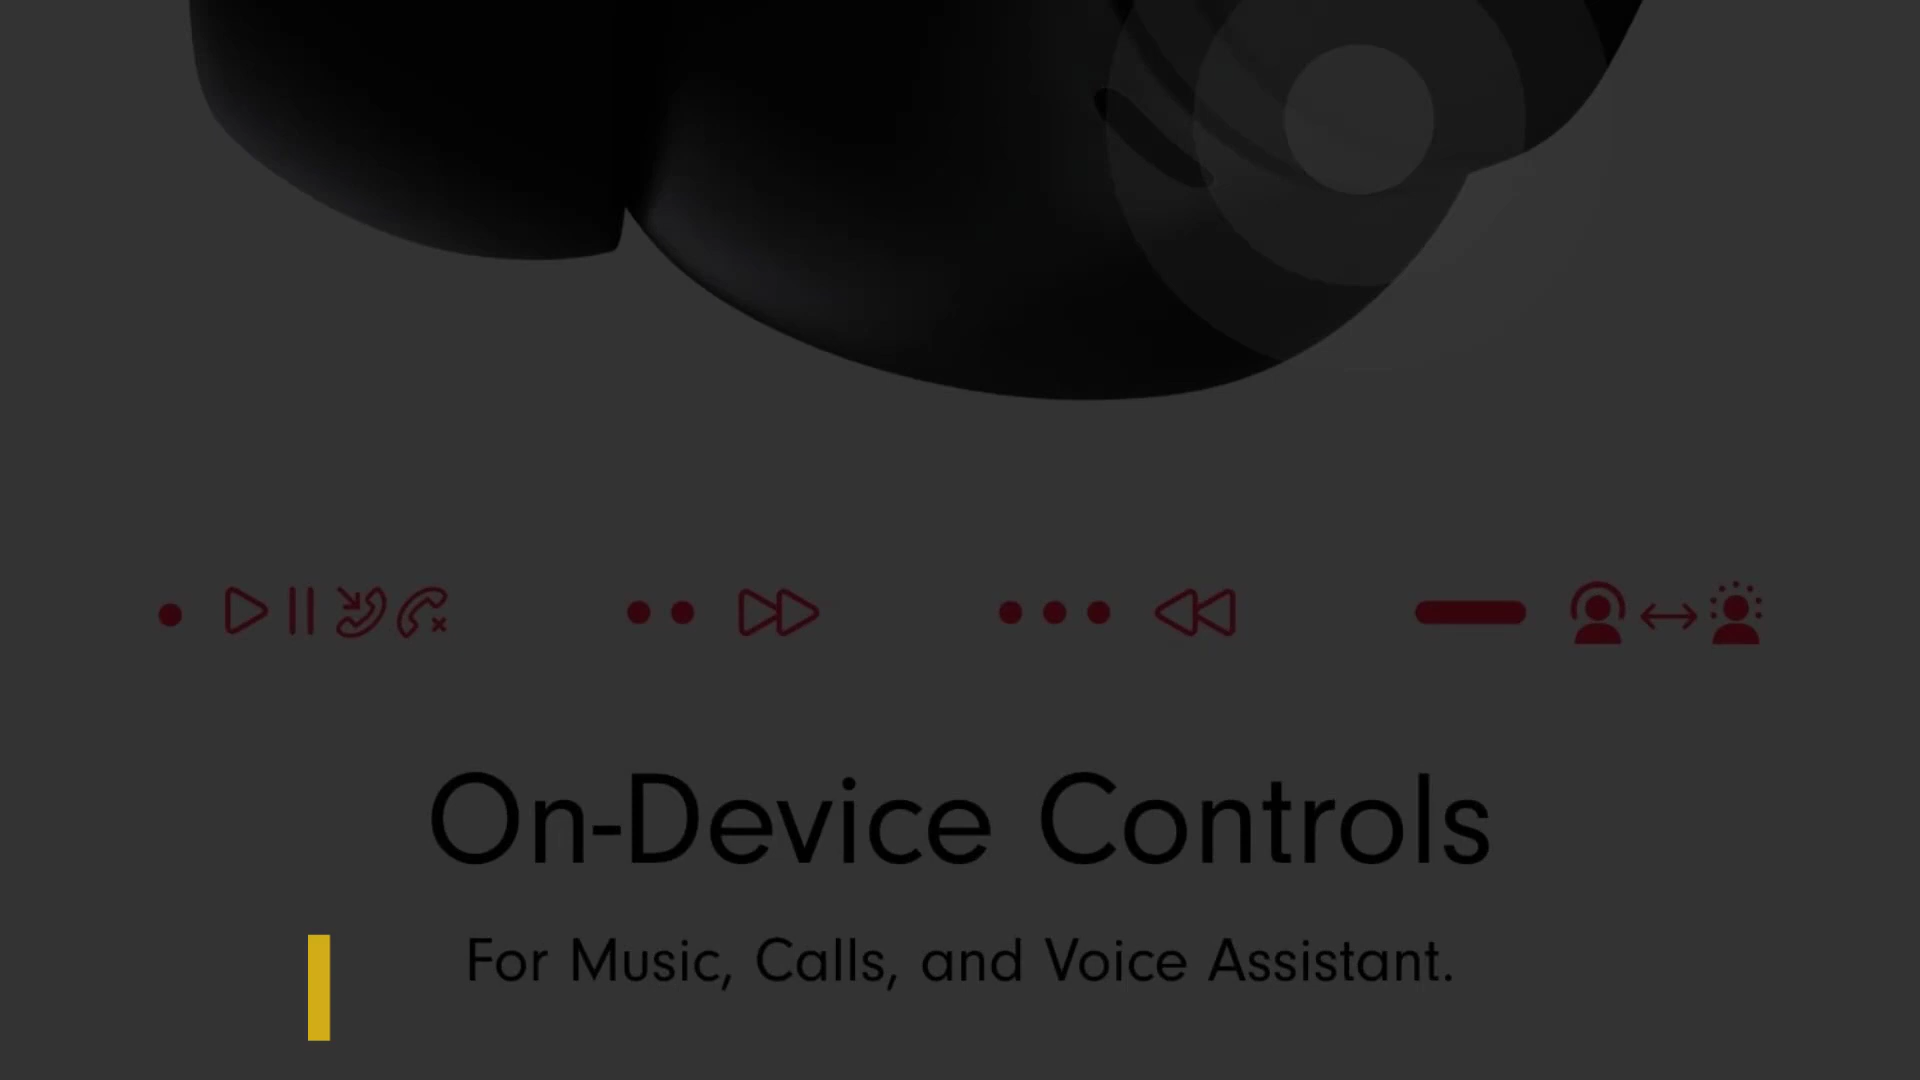 On-Device Controls
For Music, Calls, and Voice Assistant.